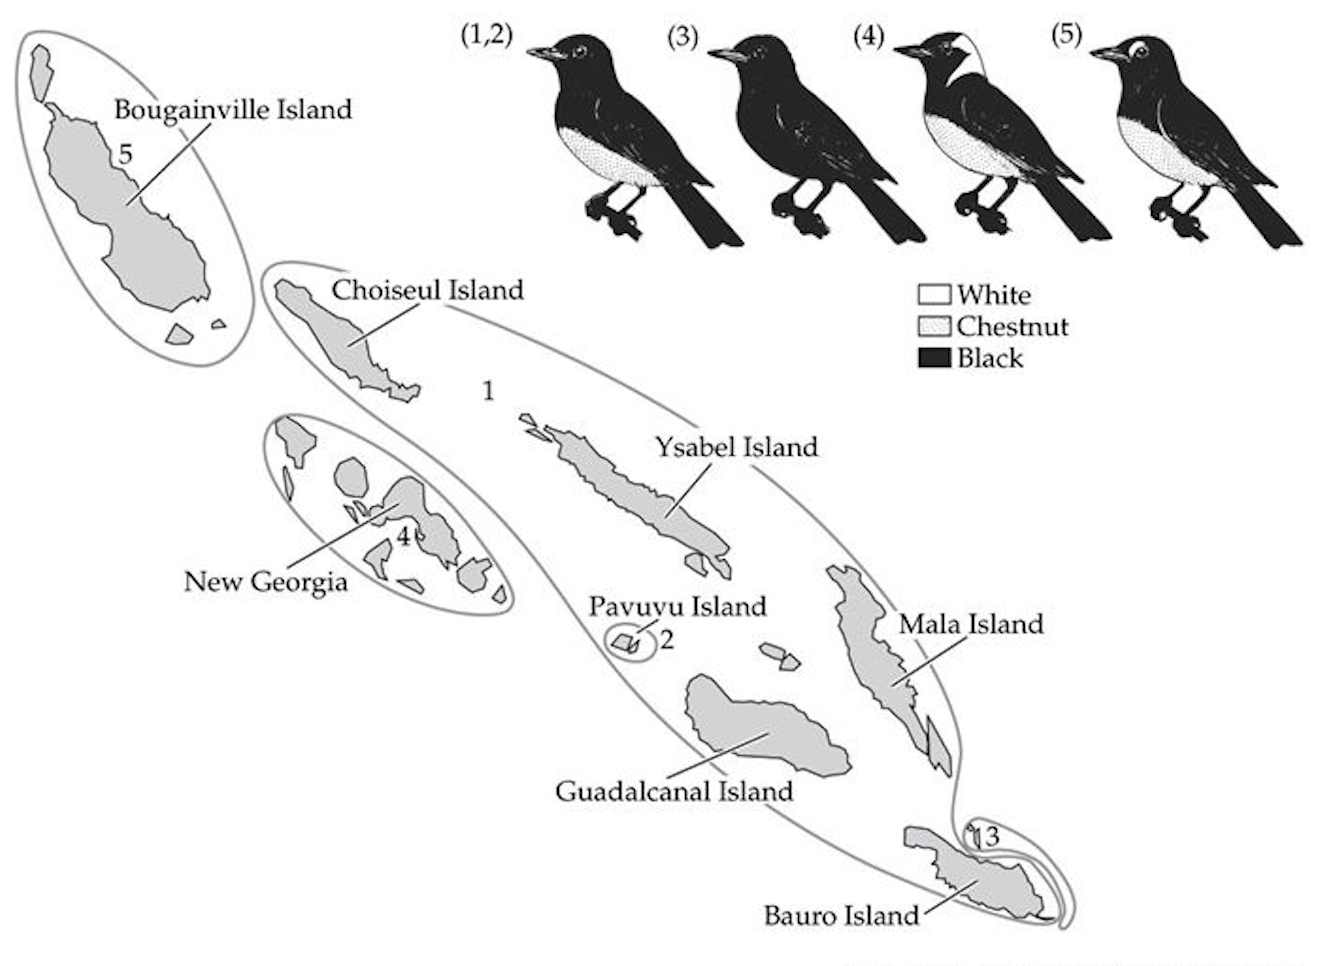 (1,2)
(3)
(4)
(5)
Bougainville Island
5
Choiseul Island
White
Chestnut
Black
1
Ysabel Island
4
New Georgia
Pavuvu Island
2
Mala Island
Guadalcanal Island
3
Bauro Island